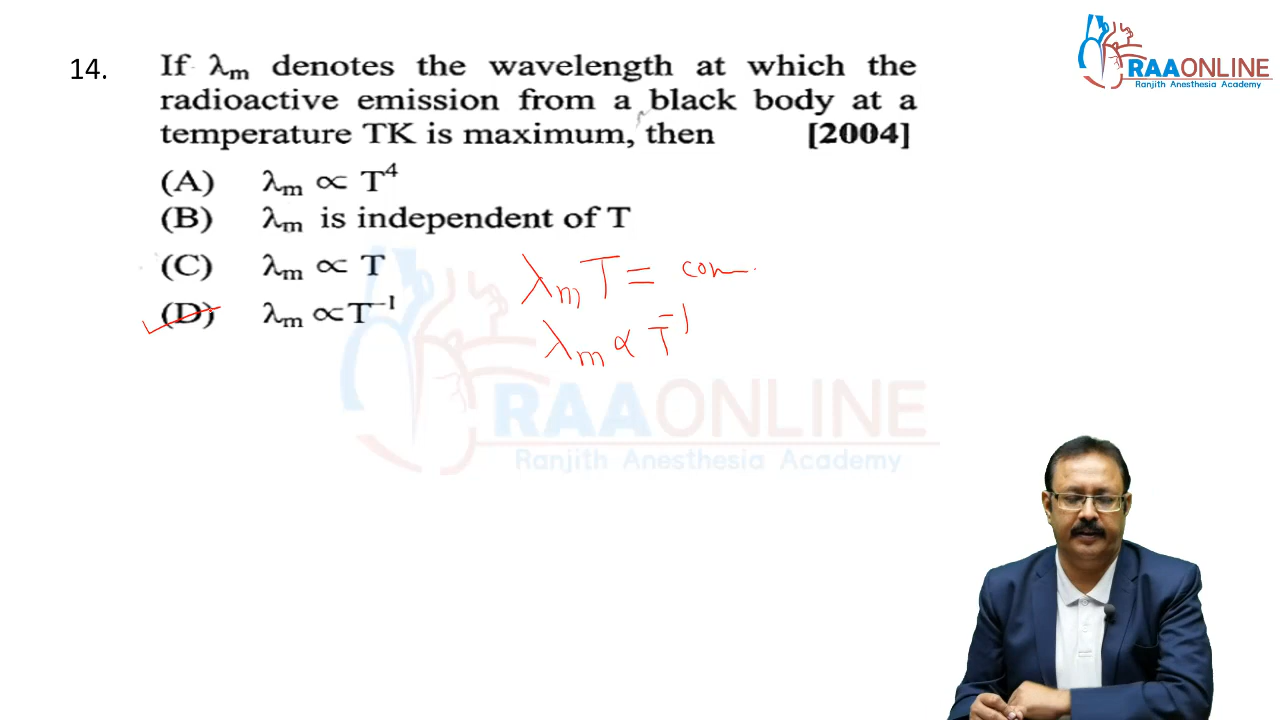 14.
If λm denotes the wavelength at which the
radioactive emission from a black body at a
temperature TK is maximum, then [2004]
(A) λm ∝ T⁴
(B) λm is independent of T
(C) λm ∝ T
(D) λm ∝T⁻¹
λm T = con
λm ∝ T⁻¹
RAAONLINE
Ranjith Anesthesia Academy
RAAONLINE
Ranjith Anesthesia Academy